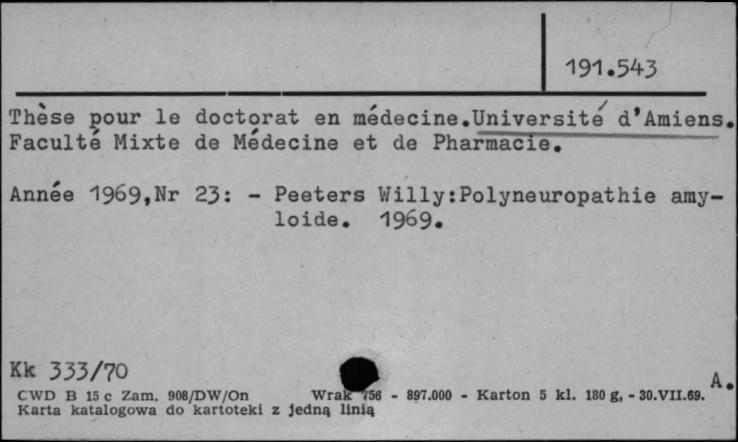 191.543
Thèse pour le doctorat en médecine.Université d'Amiens.
Faculté Mixte de Médecine et de Pharmacie.
Année 1969,Nr 23: - Peeters Willy:Polyneuropathie amy-
loide. 1969.
Kk 333/70
A.
CWD B 15 c Zam. 908/DW/On Wrak 756 - 897.000 - Karton 5 kl. 180 g, - 30.VII.69.
Karta katalogowa do kartoteki z jedną linią